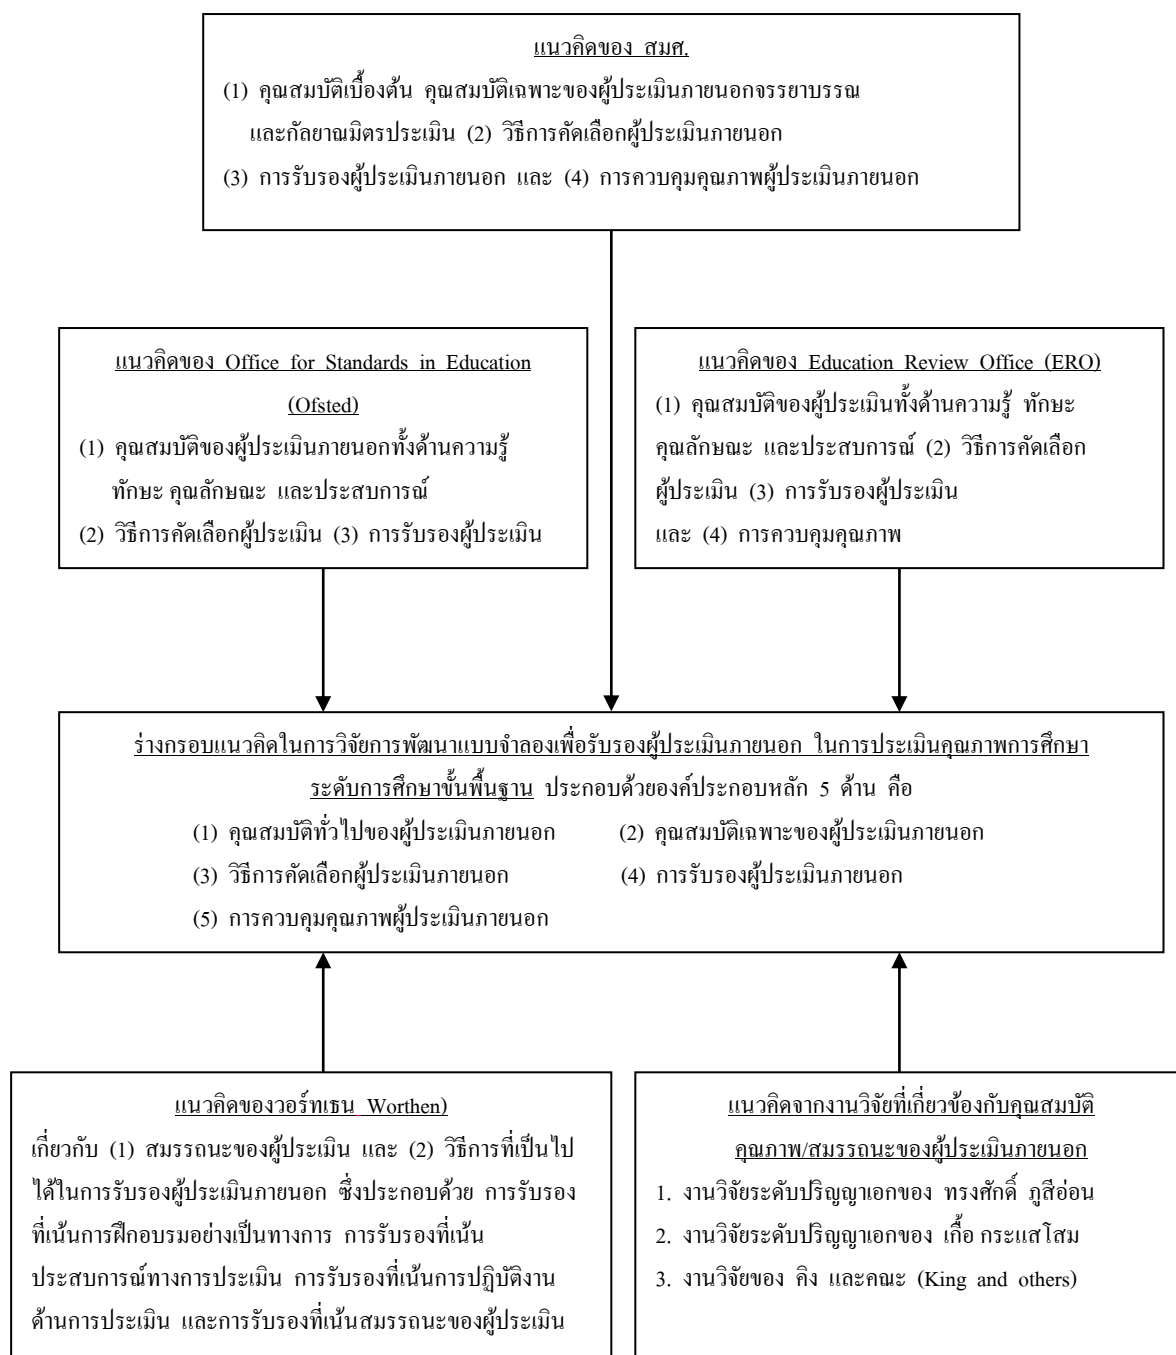 แนวคิดของ สมศ.
(1) คุณสมบัติเบื้องต้น คุณสมบัติเฉพาะของผู้ประเมินภายนอกจรรยาบรรณ
และกัลยาณมิตรประเมิน (2) วิธีการคัดเลือกผู้ประเมินภายนอก
(3) การรับรองผู้ประเมินภายนอก และ (4) การควบคุมคุณภาพผู้ประเมินภายนอก
แนวคิดของ Office for Standards in Education
(Ofsted)
(1) คุณสมบัติของผู้ประเมินภายนอกทั้งด้านความรู้
ทักษะ คุณลักษณะ และประสบการณ์
(2) วิธีการคัดเลือกผู้ประเมิน (3) การรับรองผู้ประเมิน
แนวคิดของ Education Review Office (ERO)
(1) คุณสมบัติของผู้ประเมินทั้งด้านความรู้ ทักษะ
คุณลักษณะ และประสบการณ์ (2) วิธีการคัดเลือก
ผู้ประเมิน (3) การรับรองผู้ประเมิน
และ (4) การควบคุมคุณภาพ
ร่างกรอบแนวคิดในการวิจัยการพัฒนาแบบจำลองเพื่อรับรองผู้ประเมินภายนอก ในการประเมินคุณภาพการศึกษา
ระดับการศึกษาขั้นพื้นฐาน ประกอบด้วยองค์ประกอบหลัก 5 ด้าน คือ
(1) คุณสมบัติทั่วไปของผู้ประเมินภายนอก (2) คุณสมบัติเฉพาะของผู้ประเมินภายนอก
(3) วิธีการคัดเลือกผู้ประเมินภายนอก (4) การรับรองผู้ประเมินภายนอก
(5) การควบคุมคุณภาพผู้ประเมินภายนอก
แนวคิดของวอร์ทเธน Worthen)
เกี่ยวกับ (1) สมรรถนะของผู้ประเมิน และ (2) วิธีการที่เป็นไป
ได้ในการรับรองผู้ประเมินภายนอก ซึ่งประกอบด้วย การรับรอง
ที่เน้นการฝึกอบรมอย่างเป็นทางการ การรับรองที่เน้น
ประสบการณ์ทางการประเมิน การรับรองที่เน้นการปฏิบัติงาน
ด้านการประเมิน และการรับรองที่เน้นสมรรถนะของผู้ประเมิน
แนวคิดจากงานวิจัยที่เกี่ยวข้องกับคุณสมบัติ
คุณภาพ/สมรรถนะของผู้ประเมินภายนอก
1. งานวิจัยระดับปริญญาเอกของ ทรงศักดิ์ ภูสีอ่อน
2. งานวิจัยระดับปริญญาเอกของ เกื้อ กระแสโสม
3. งานวิจัยของ คิง และคณะ (King and others)